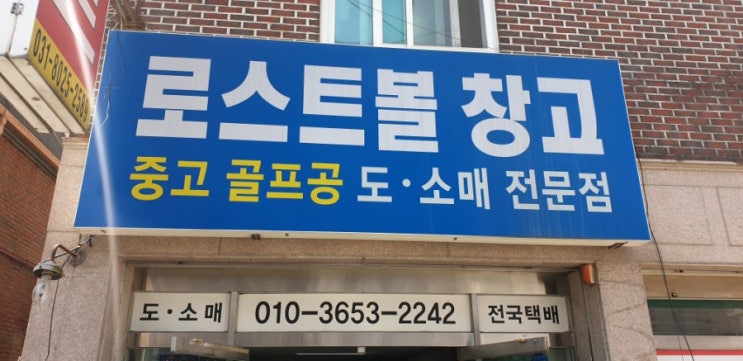 로스트볼 창고
중고 골프공 도·소매 전문점
도·소매
010-3653-2242
전국택배